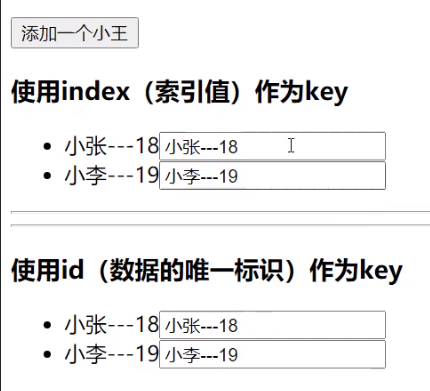 添加一个小王
使用index（索引值）作为key
小张---18 小张---18
小李---19 小李---19
使用id（数据的唯一标识）作为key
小张---18 小张---18
小李---19 小李---19